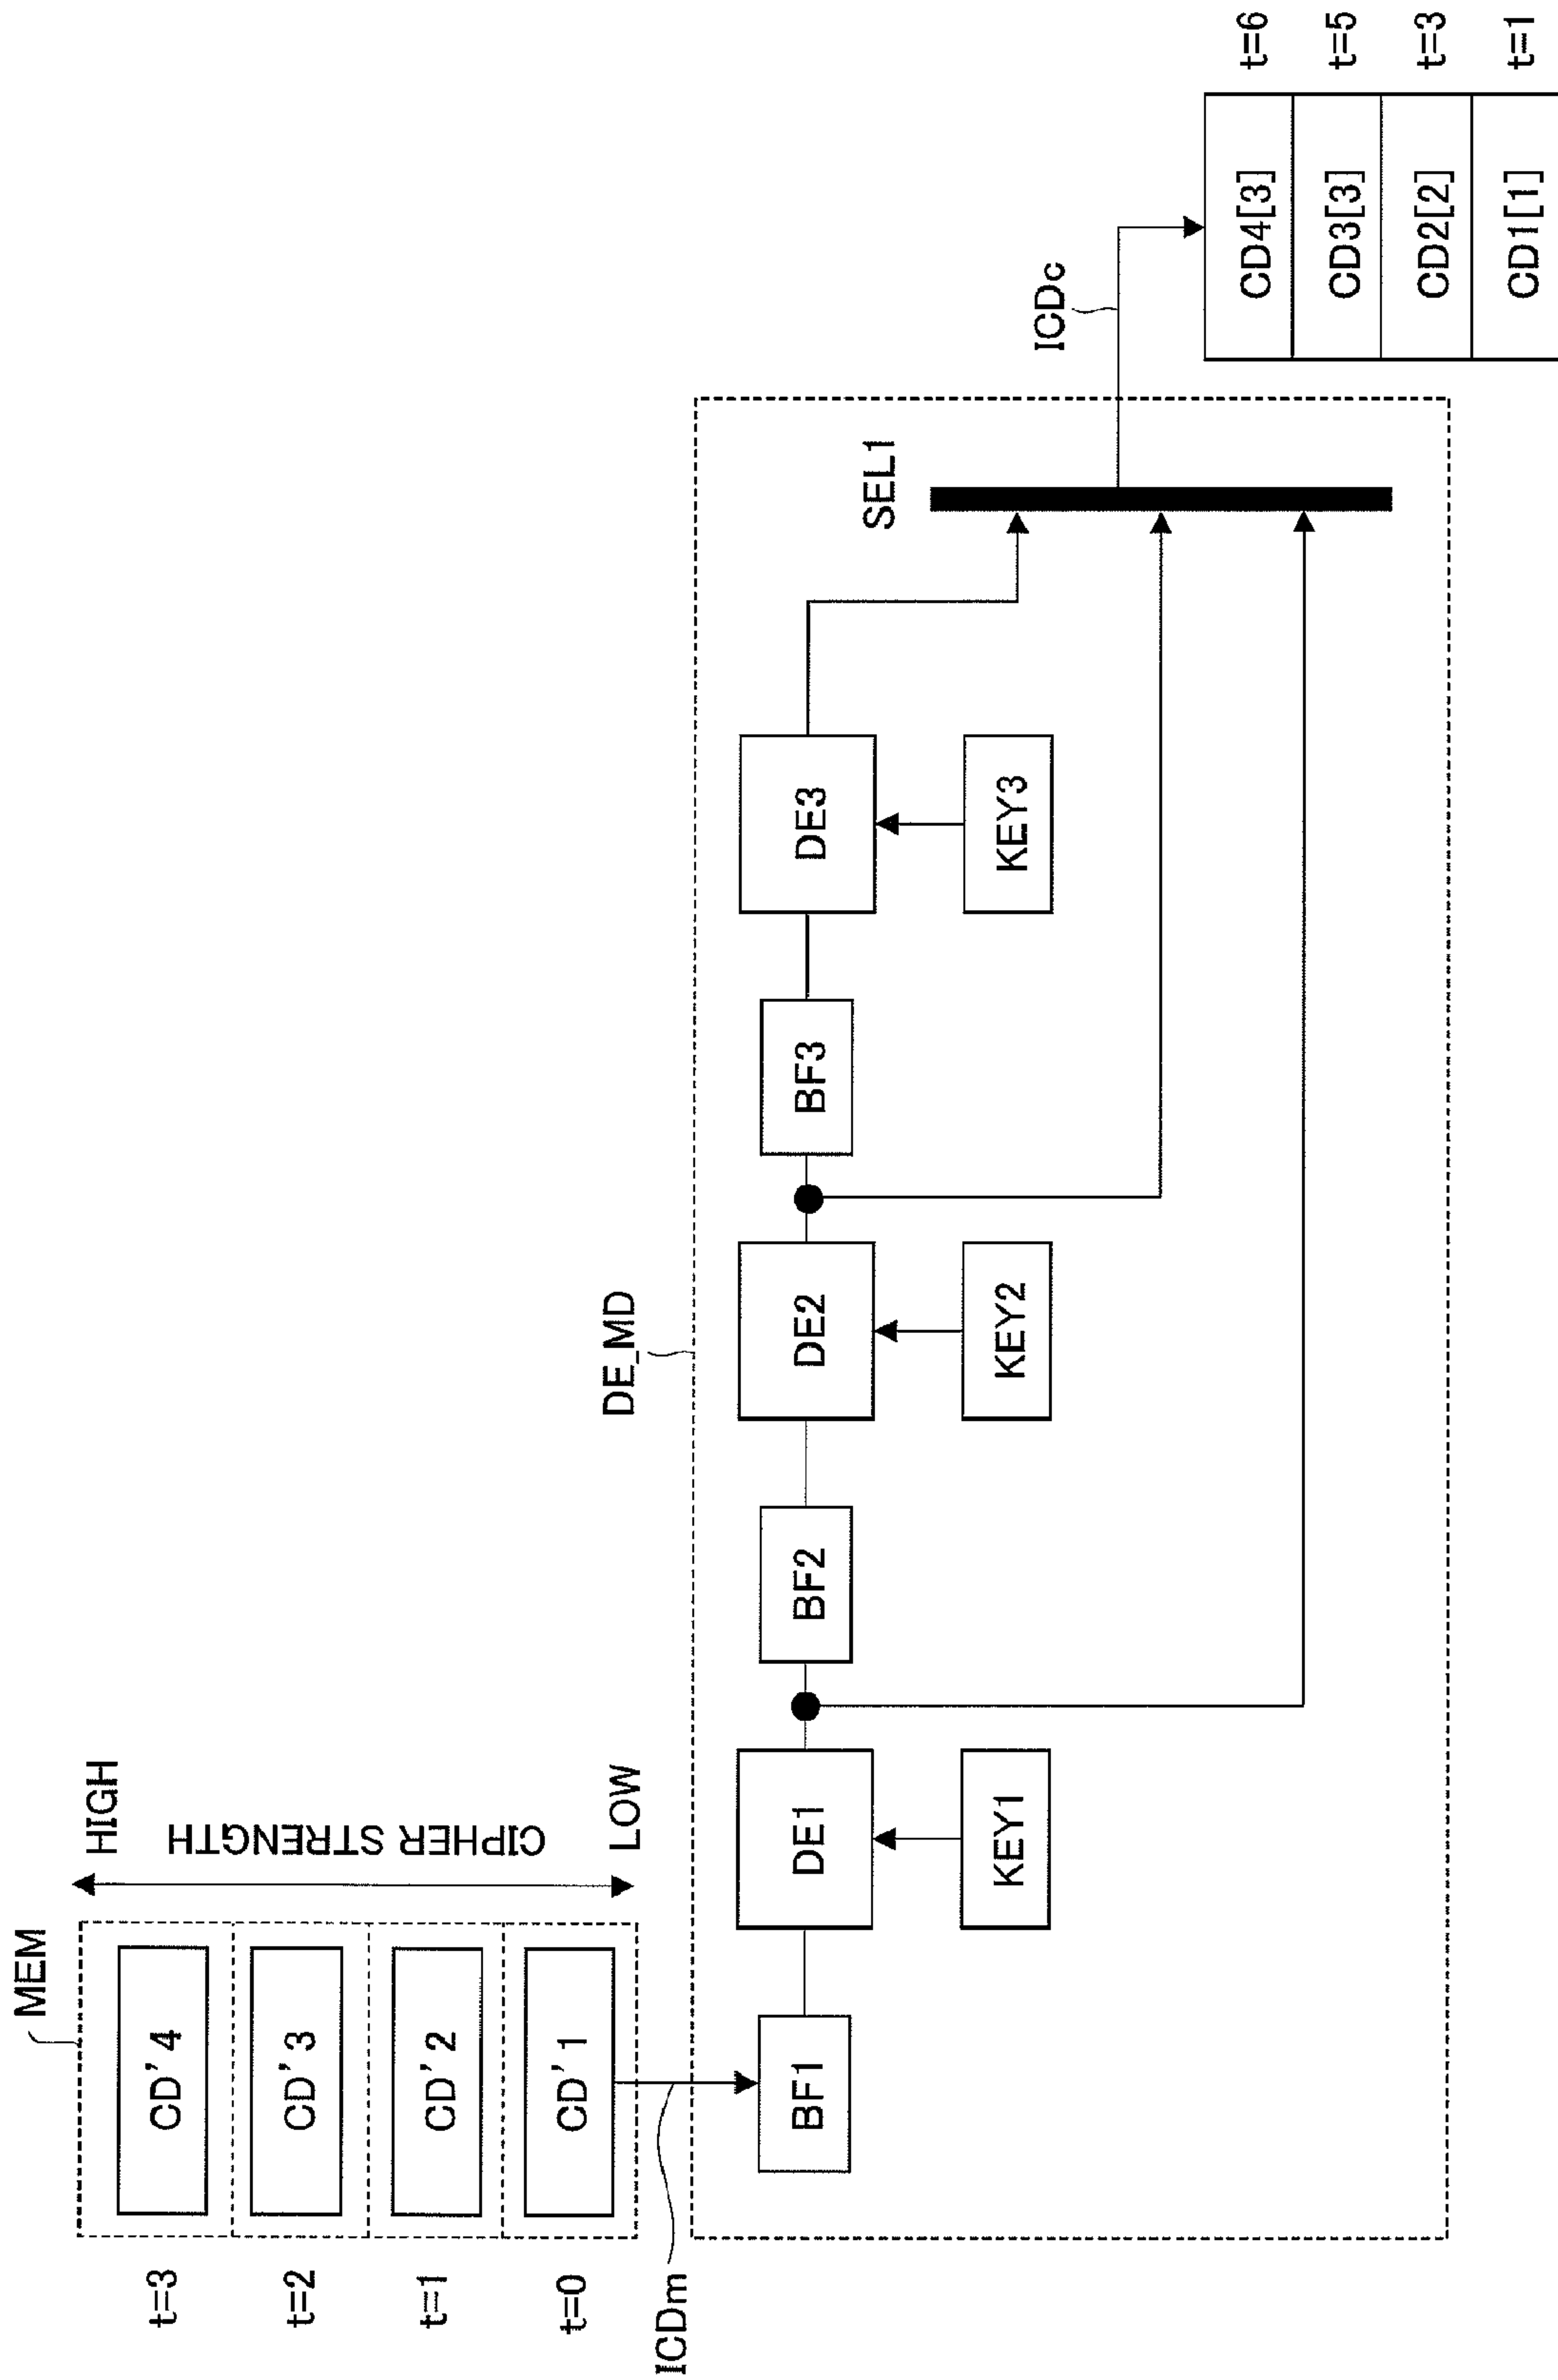 MEM
HIGH
CIPHER STRENGTH
LOW
t=3
CD'4
t=2
CD'3
t=1
CD'2
t=0
CD'1
ICDm
DE_MD
BF1
DE1
KEY1
BF2
DE2
KEY2
BF3
DE3
KEY3
SEL1
ICDc
CD4[3]
t=6
CD3[3]
t=5
CD2[2]
t=3
CD1[1]
t=1